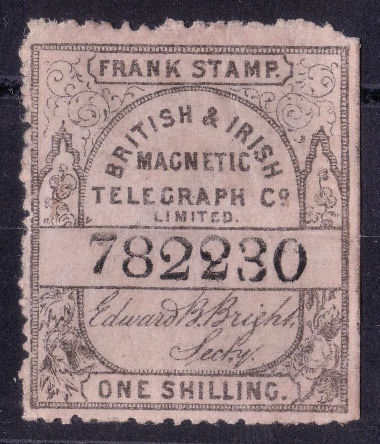 FRANK STAMP.
BRITISH & IRISH
MAGNETIC
TELEGRAPH Co
LIMITED.
782230
Edward B. Bright,
Secty.
ONE SHILLING.